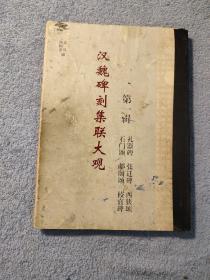 汉魏碑刻集联大观
第一辑
礼器碑 张迁碑 西狭颂
石门颂 郙阁颂 校官碑